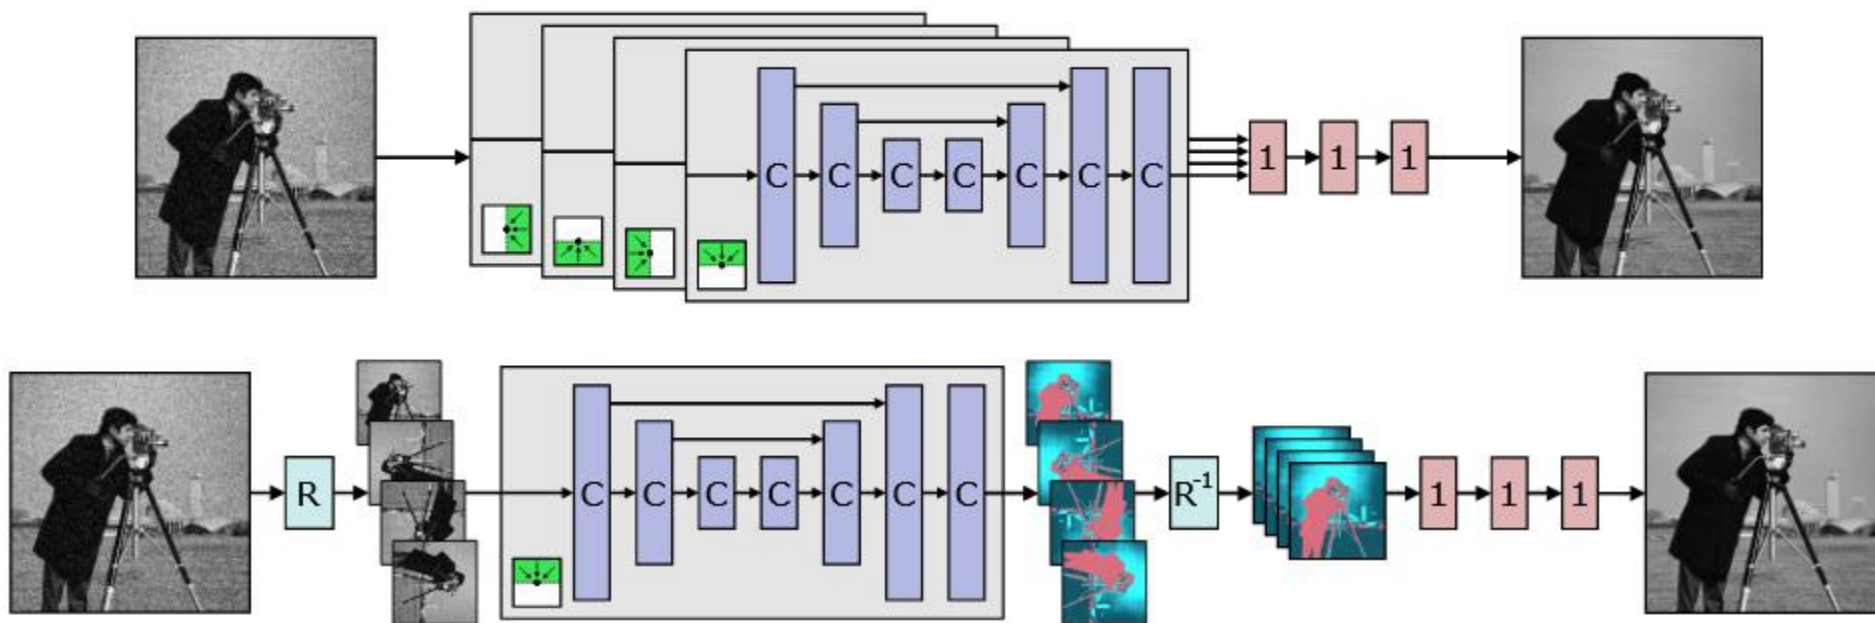 C C C C C C C 1 1 1
R C C C C C C C R⁻¹ 1 1 1